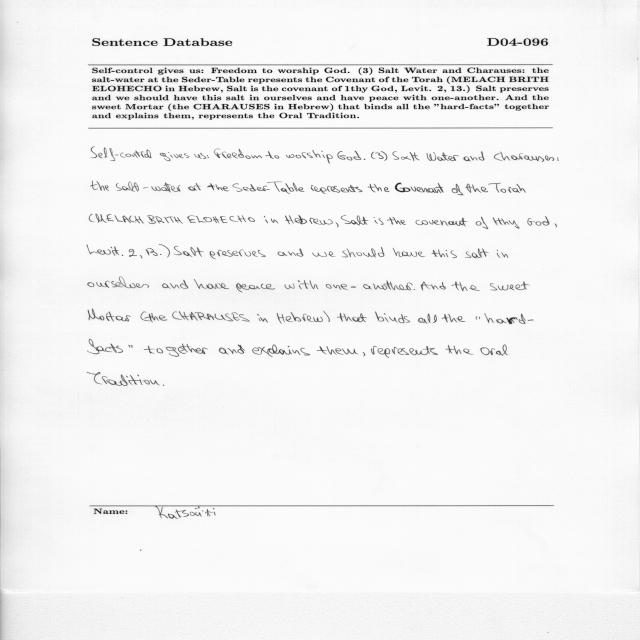 Sentence Database D04-096
Self-control gives us: Freedom to worship God. (3) Salt Water and Charauses: the
salt-water at the Seder-Table represents the Covenant of the Torah (MELACH BRITH
ELOHECHO in Hebrew, Salt is the covenant of 1thy God, Levit. 2, 13.) Salt preserves
and we should have this salt in ourselves and have peace with one-another. And the
sweet Mortar (the CHARAUSES in Hebrew) that binds all the "hard-facts" together
and explains them, represents the Oral Tradition.
Self-control gives us: Freedom to worship God. (3) Salt Water and Charauses:
the salt-water at the Seder-Table represents the Covenant of the Torah
(MELACH BRITH ELOHECHO in Hebrew, Salt is the covenant of 1thy God,
Levit. 2, 13.) Salt preserves and we should have this salt in
ourselves and have peace with one-another. And the sweet
Mortar (the CHARAUSES in Hebrew) that binds all the "hard-
facts" together and explains them, represents the Oral
Tradition.
Name: